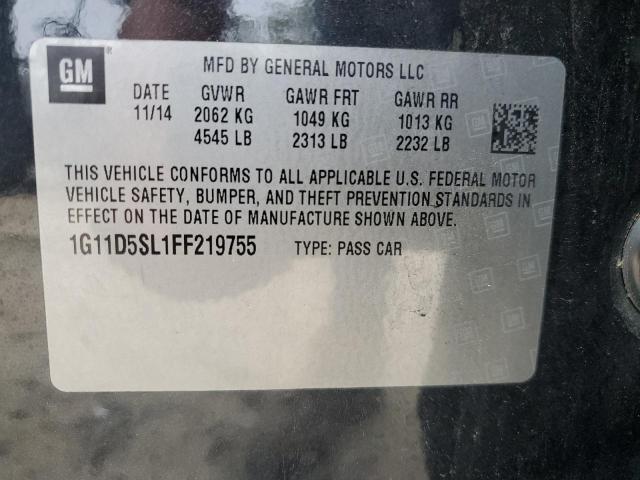 GM ®
MFD BY GENERAL MOTORS LLC
DATE GVWR GAWR FRT GAWR RR
11/14 2062 KG 1049 KG 1013 KG
4545 LB 2313 LB 2232 LB
THIS VEHICLE CONFORMS TO ALL APPLICABLE U.S. FEDERAL MOTOR
VEHICLE SAFETY, BUMPER, AND THEFT PREVENTION STANDARDS IN
EFFECT ON THE DATE OF MANUFACTURE SHOWN ABOVE.
1G11D5SL1FF219755 TYPE: PASS CAR